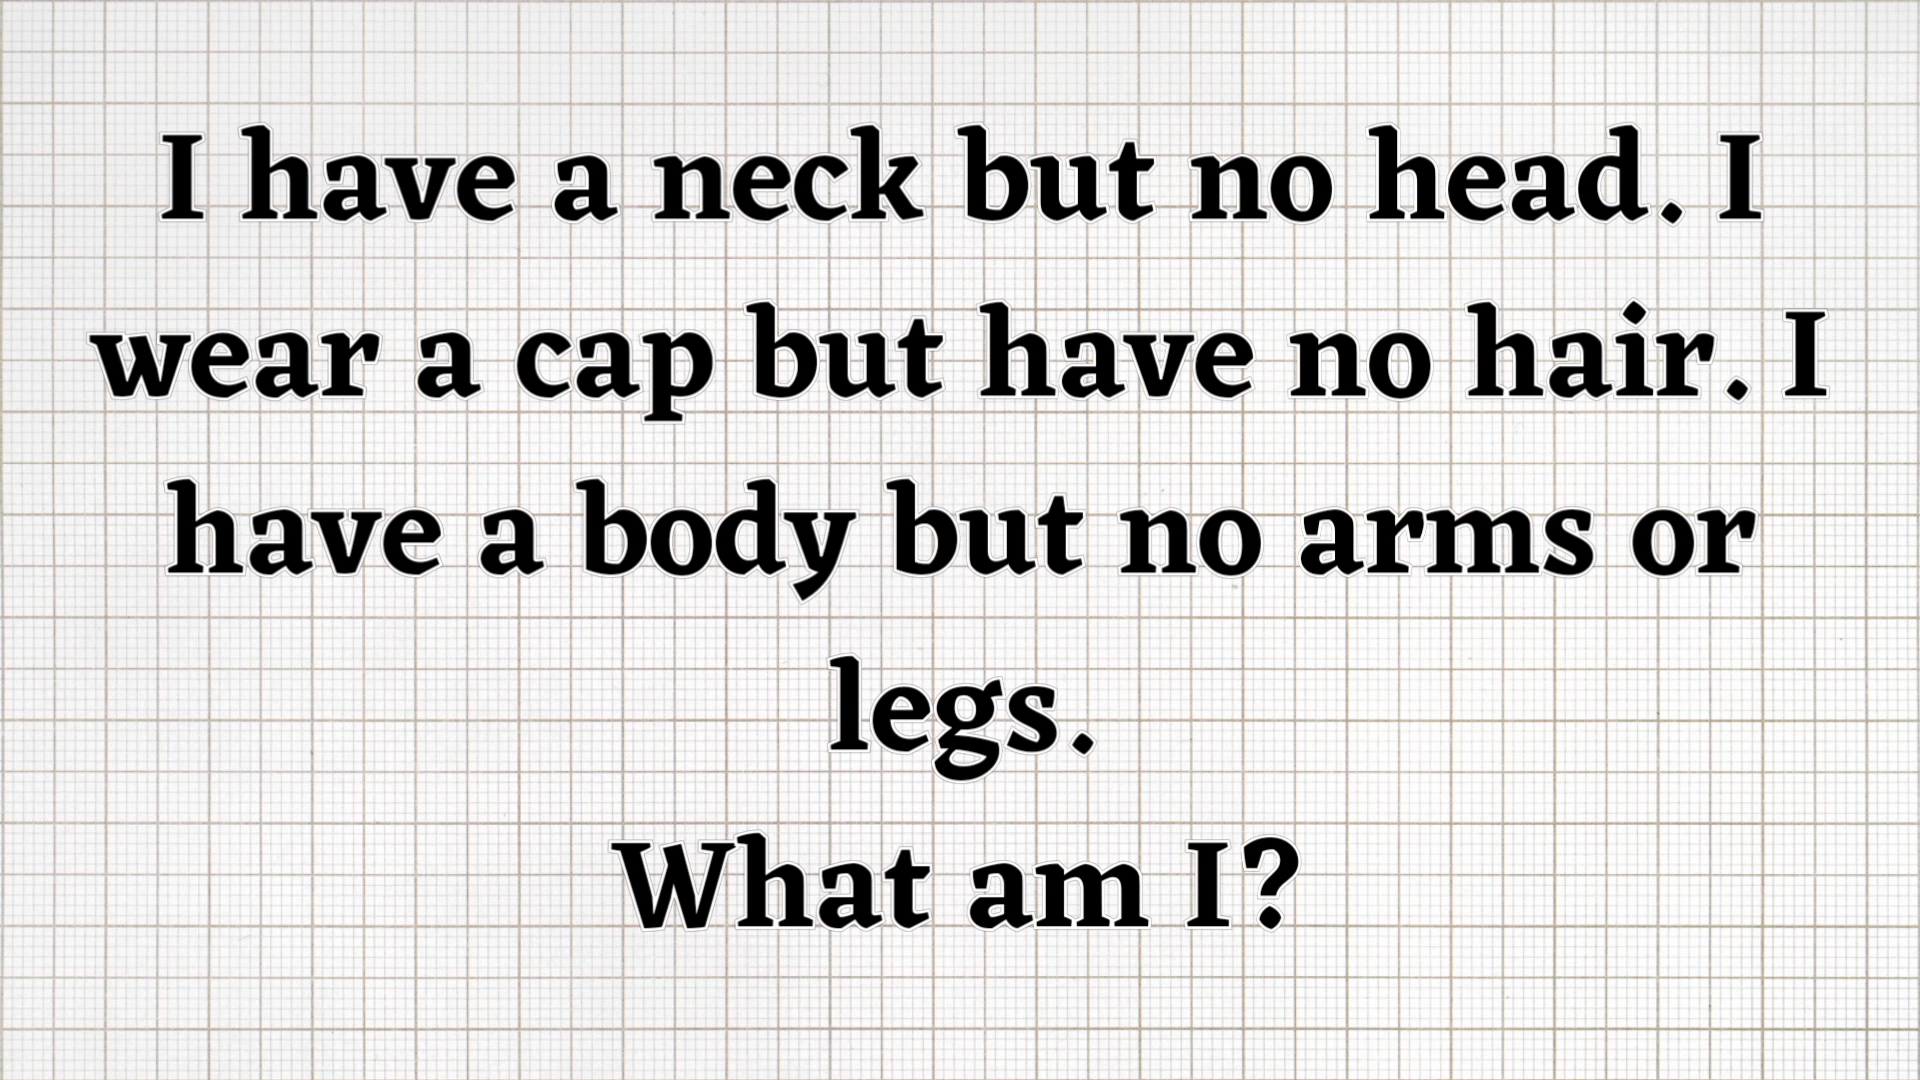 I have a neck but no head. I
wear a cap but have no hair. I
have a body but no arms or
legs.
What am I?